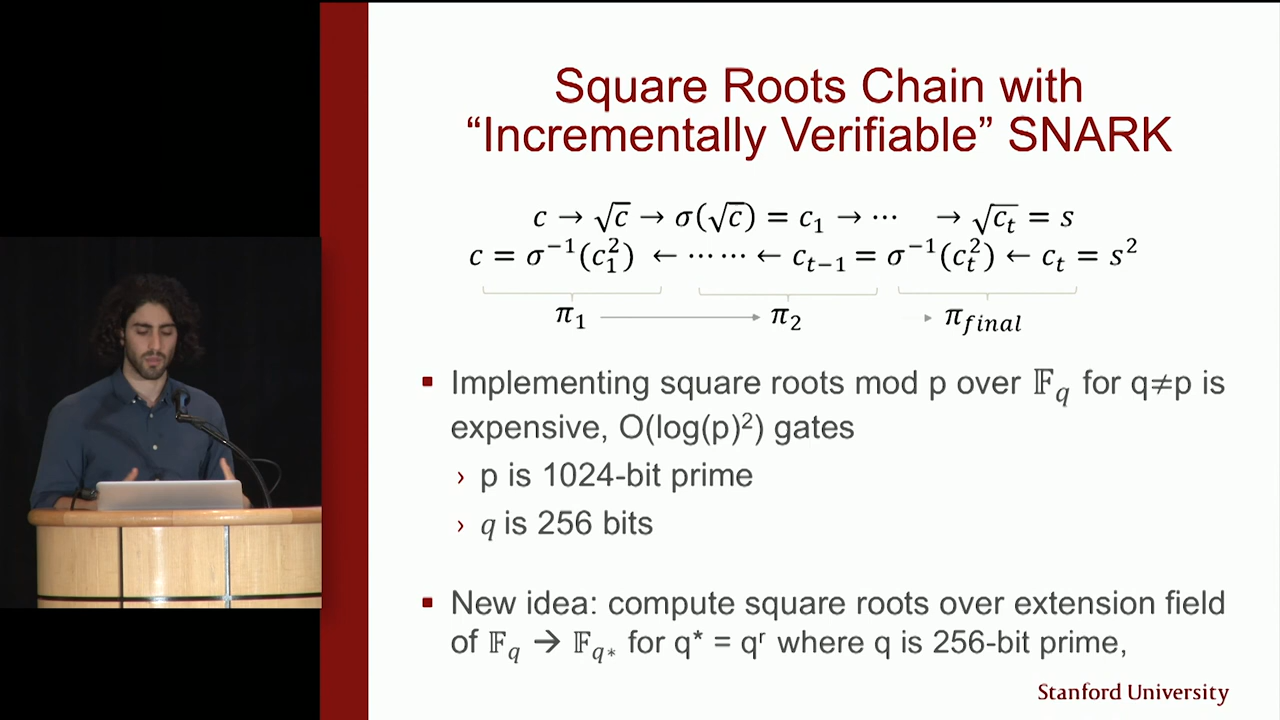 Square Roots Chain with
“Incrementally Verifiable” SNARK
c → √c → σ(√c) = c₁ → ⋯ → √cₜ = s
c = σ⁻¹(c₁²) ← ⋯⋯ ← cₜ₋₁ = σ⁻¹(cₜ²) ← cₜ = s²
π₁ → π₂ ▸ π_final
▪ Implementing square roots mod p over 𝔽_q for q≠p is
expensive, O(log(p)²) gates
› p is 1024-bit prime
› q is 256 bits
▪ New idea: compute square roots over extension field
of 𝔽_q → 𝔽_q* for q* = qʳ where q is 256-bit prime,
Stanford University